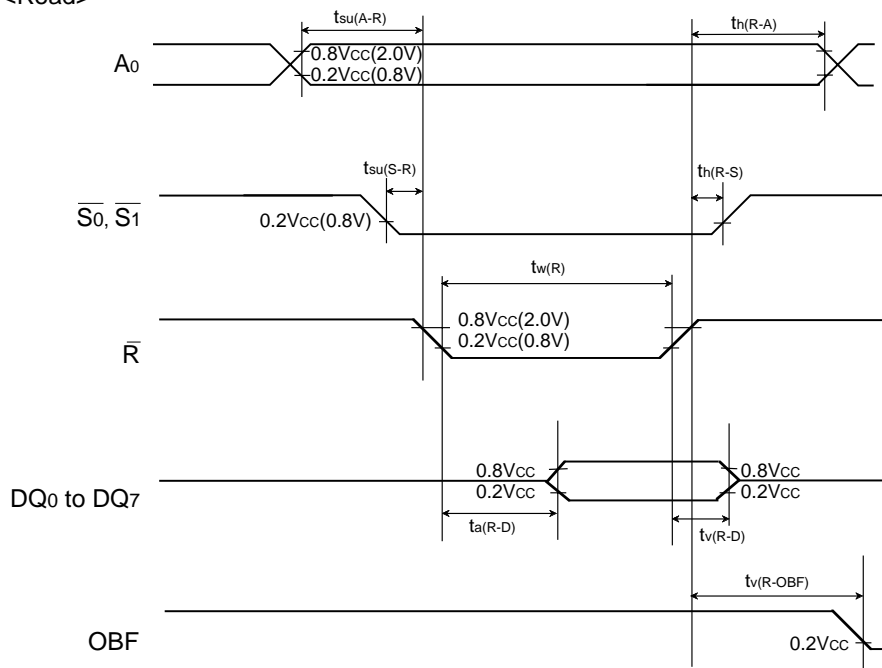 <Read>
tsu(A-R)
th(R-A)
A0
0.8VCC(2.0V)
0.2VCC(0.8V)
tsu(S-R)
th(R-S)
S0, S1
0.2VCC(0.8V)
tw(R)
R
0.8VCC(2.0V)
0.2VCC(0.8V)
DQ0 to DQ7
0.8VCC
0.2VCC
0.8VCC
0.2VCC
ta(R-D)
tv(R-D)
tv(R-OBF)
OBF
0.2VCC